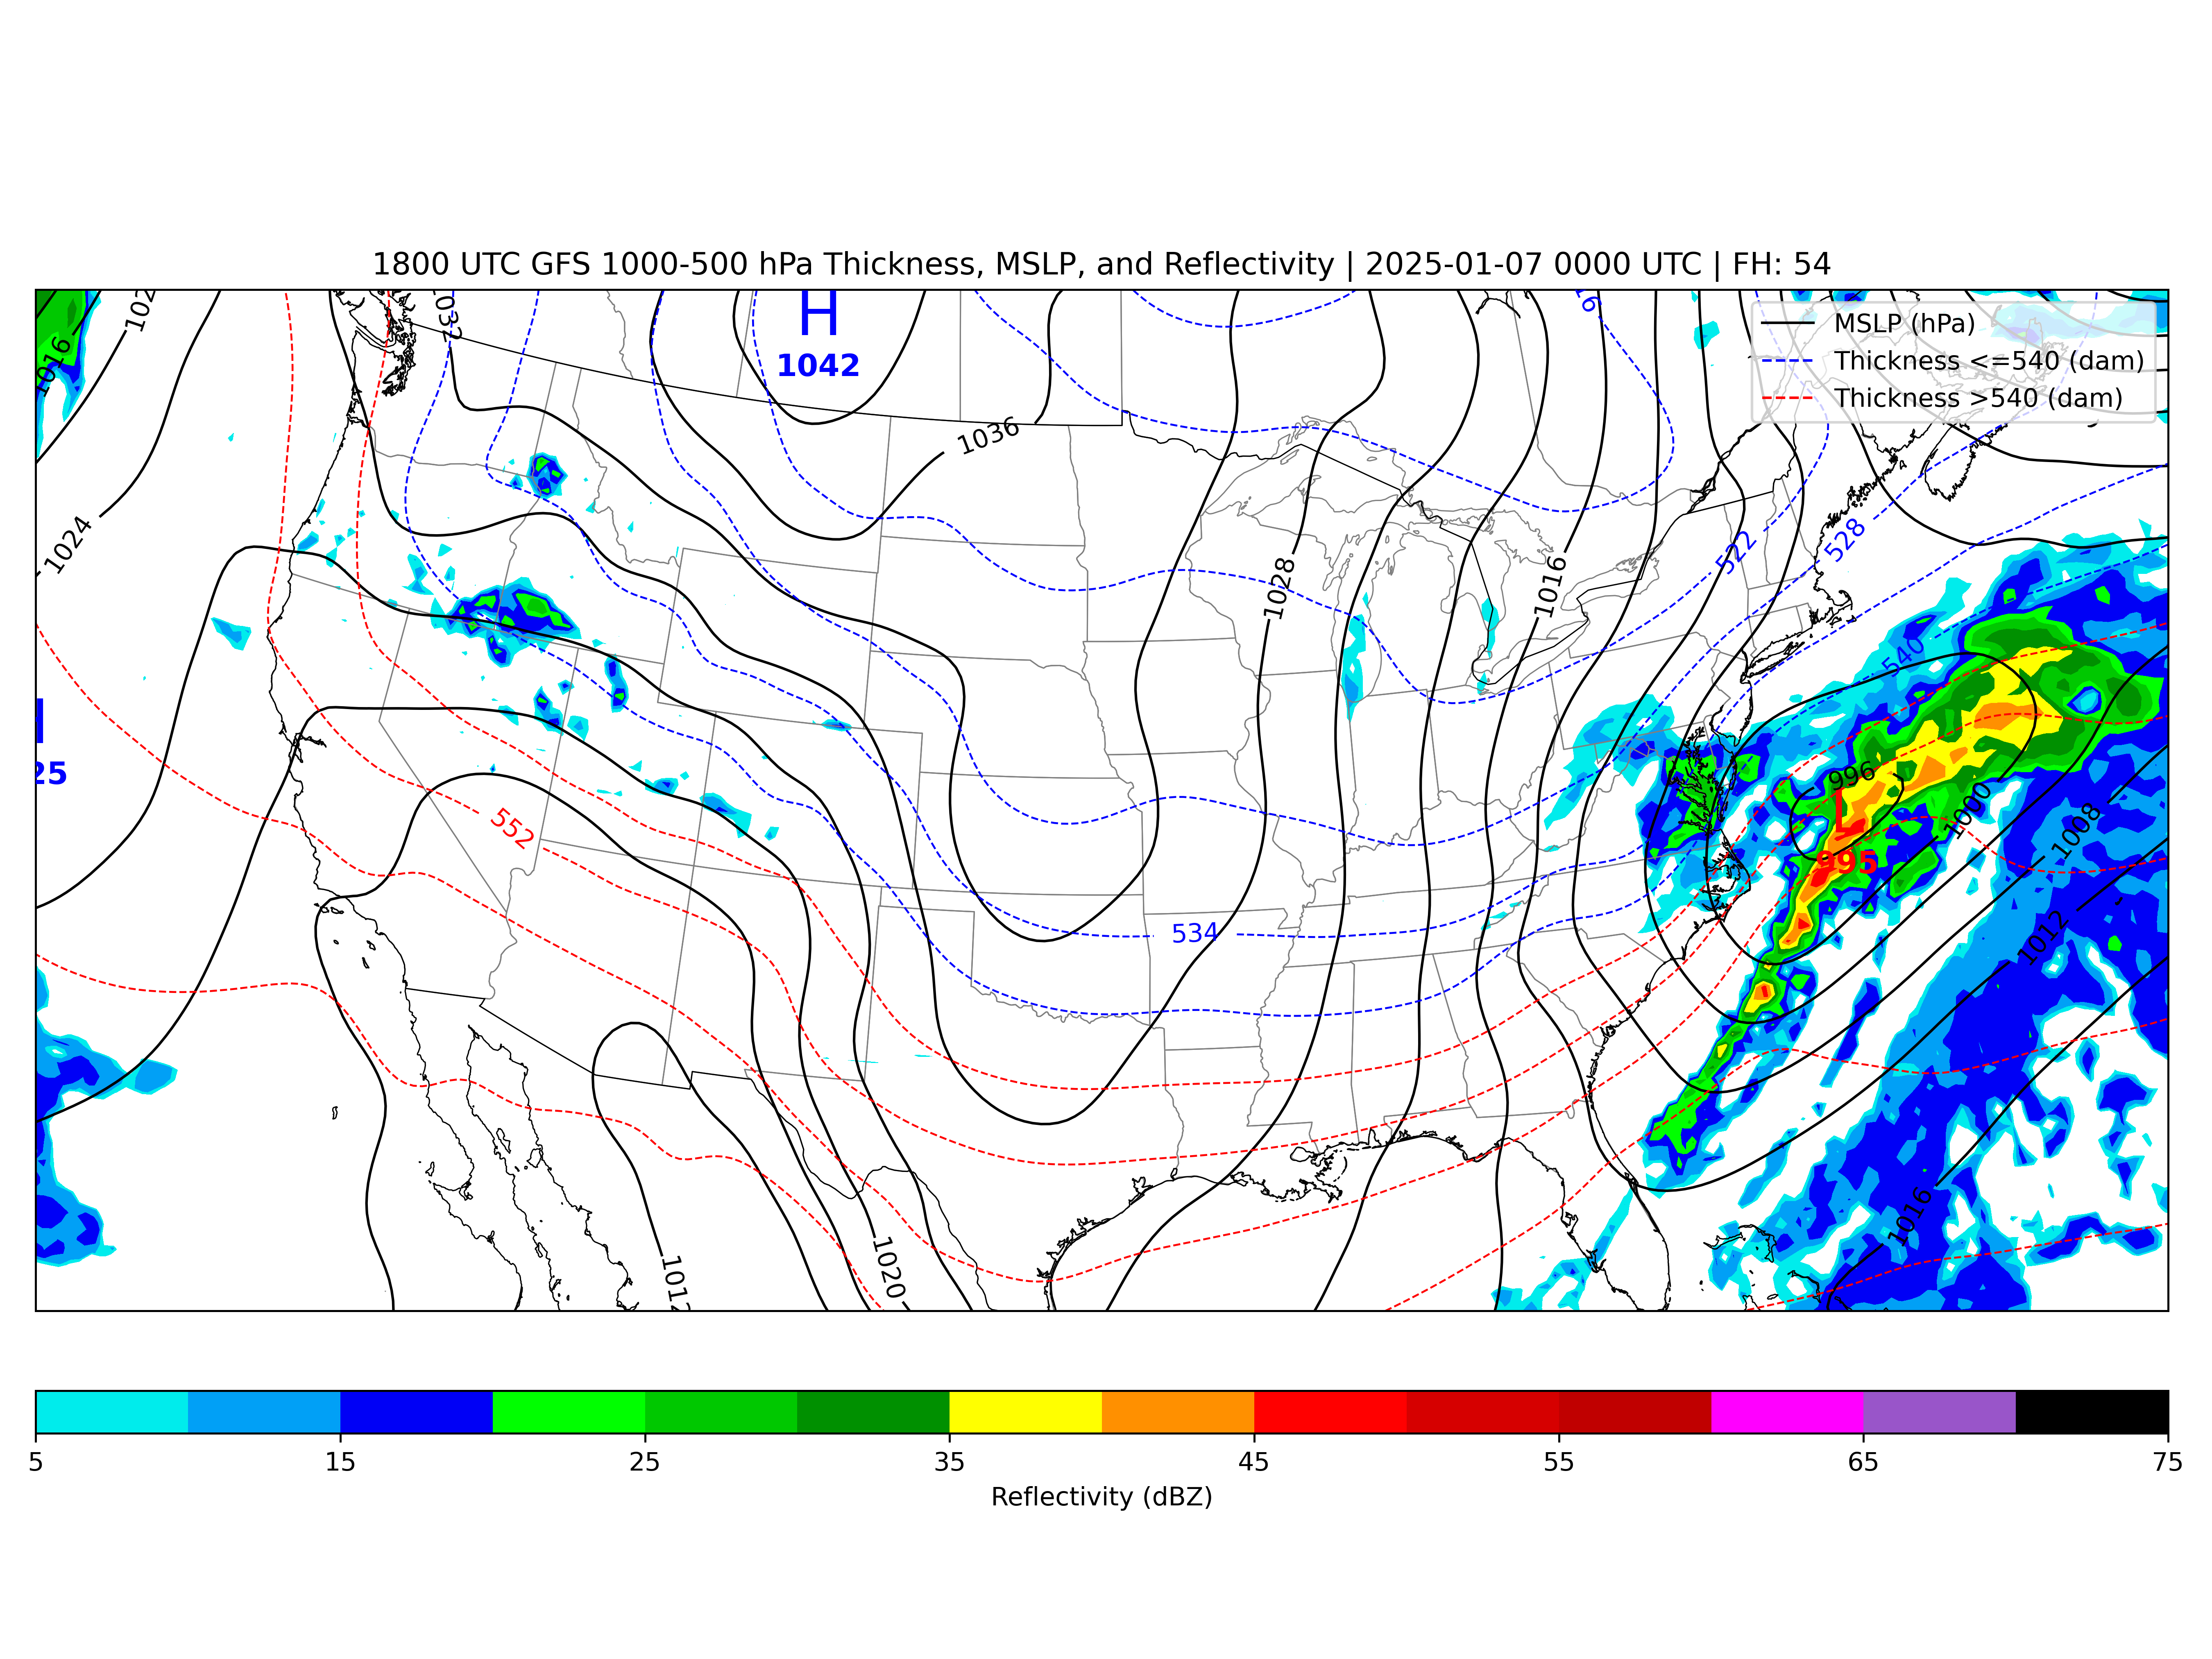 1800 UTC GFS 1000-500 hPa Thickness, MSLP, and Reflectivity | 2025-01-07 0000 UTC | FH: 54
MSLP (hPa)
Thickness <=540 (dam)
Thickness >540 (dam)
H
1042
1032
1016
1036
1024
1028
1016
522
528
540
25
552
996
L
995
1000
1008
1012
534
1016
1012
1020
5 15 25 35 45 55 65 75
Reflectivity (dBZ)